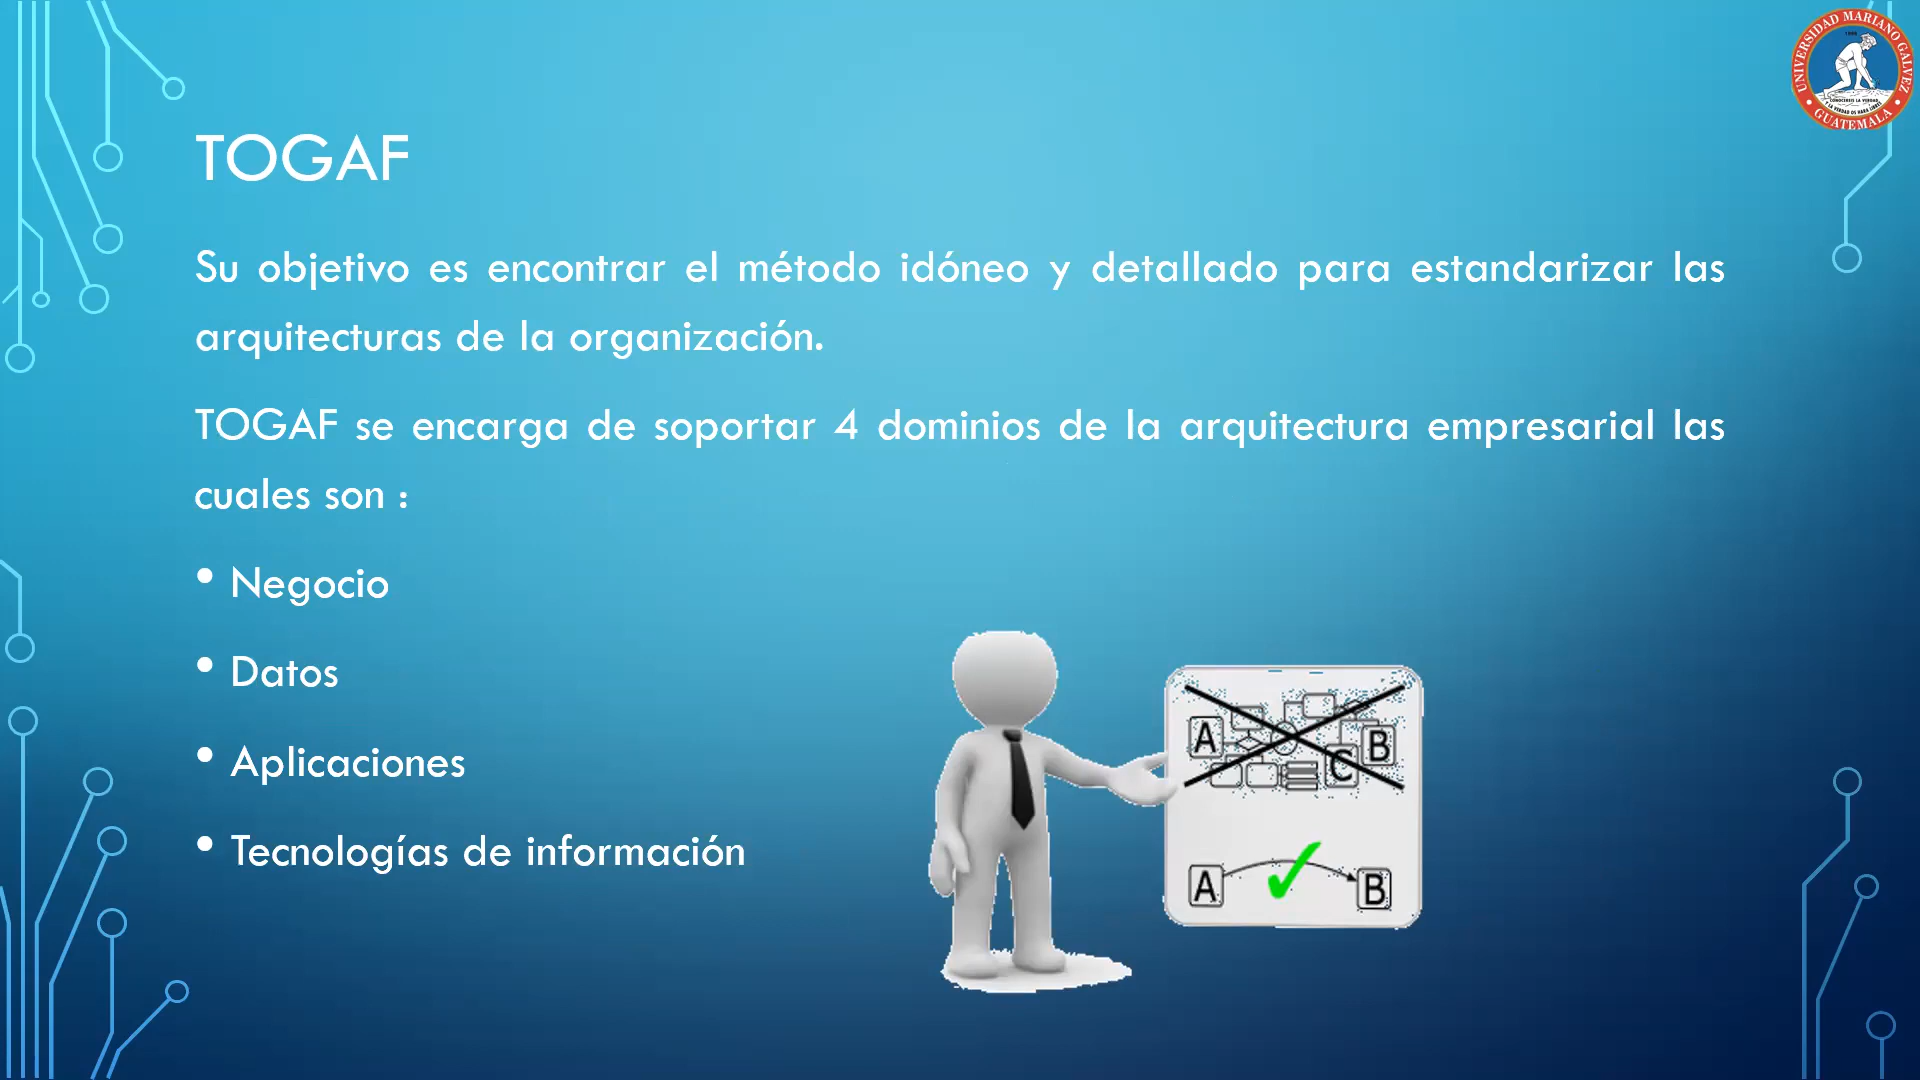 UNIVERSIDAD MARIANO GALVEZ
GUATEMALA
TOGAF
Su objetivo es encontrar el método idóneo y detallado para estandarizar las
arquitecturas de la organización.
TOGAF se encarga de soportar 4 dominios de la arquitectura empresarial las
cuales son :
• Negocio
• Datos
• Aplicaciones
• Tecnologías de información
A
B
C
A
B